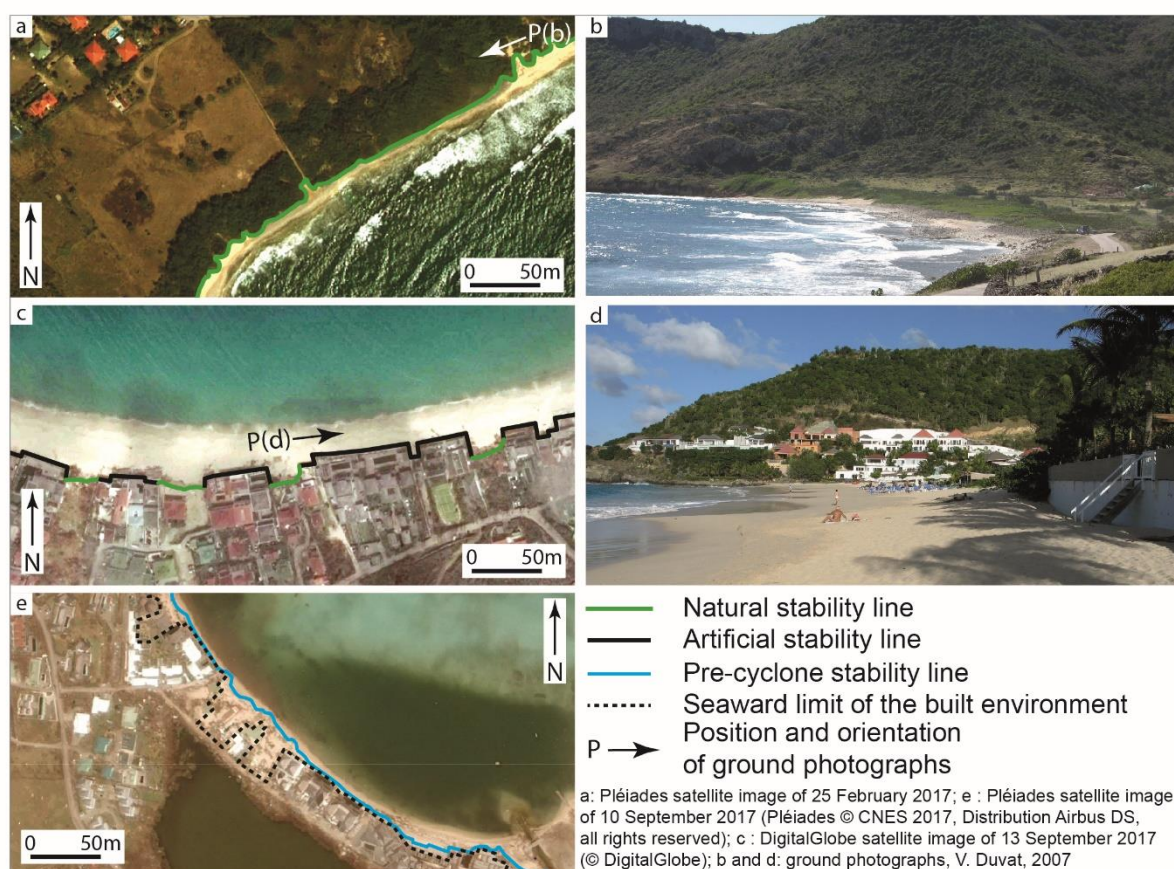 a
P(b)
N
0 50m
b
c
P(d)
N
0 50m
d
e
N
0 50m
Natural stability line
Artificial stability line
Pre-cyclone stability line
Seaward limit of the built environment
P
Position and orientation
of ground photographs
a: Pléiades satellite image of 25 February 2017; e : Pléiades satellite image
of 10 September 2017 (Pléiades © CNES 2017, Distribution Airbus DS,
all rights reserved); c : DigitalGlobe satellite image of 13 September 2017
(© DigitalGlobe); b and d: ground photographs, V. Duvat, 2007